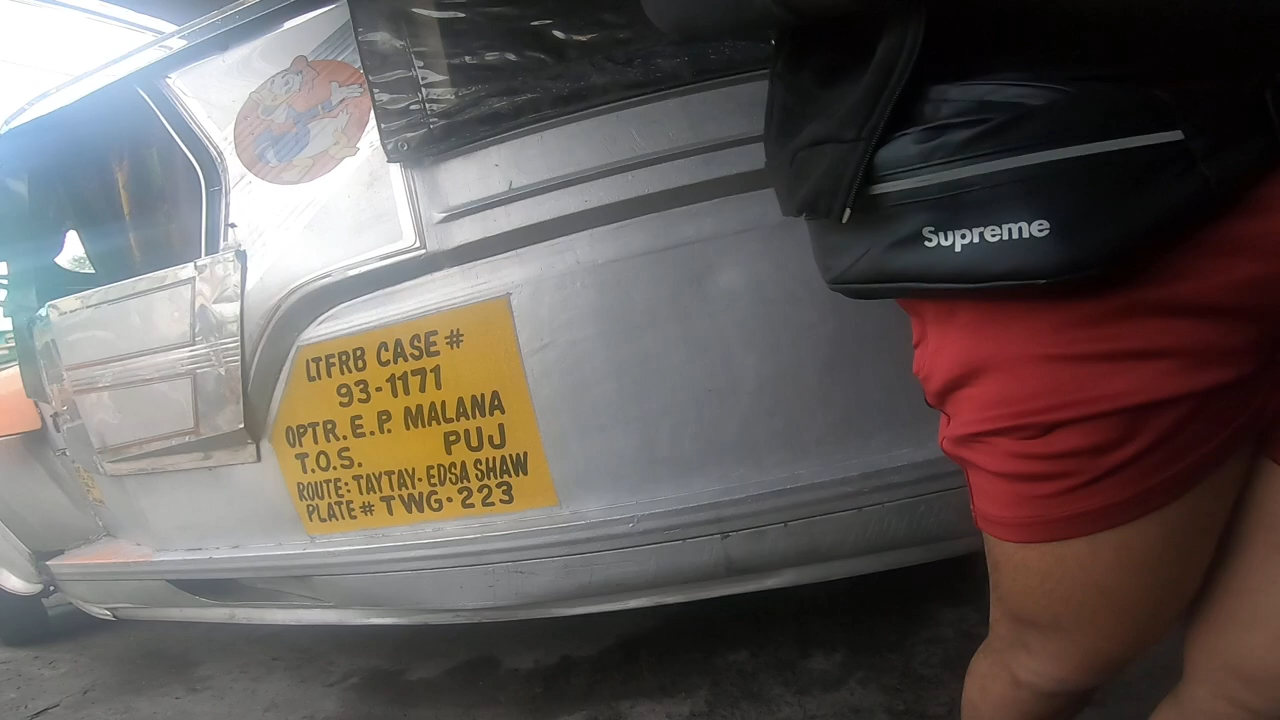 LTFRB CASE #
93-1171
OPTR. E.P. MALANA
T.O.S. PUJ
ROUTE: TAYTAY-EDSA SHAW
PLATE# TWG-223
Supreme